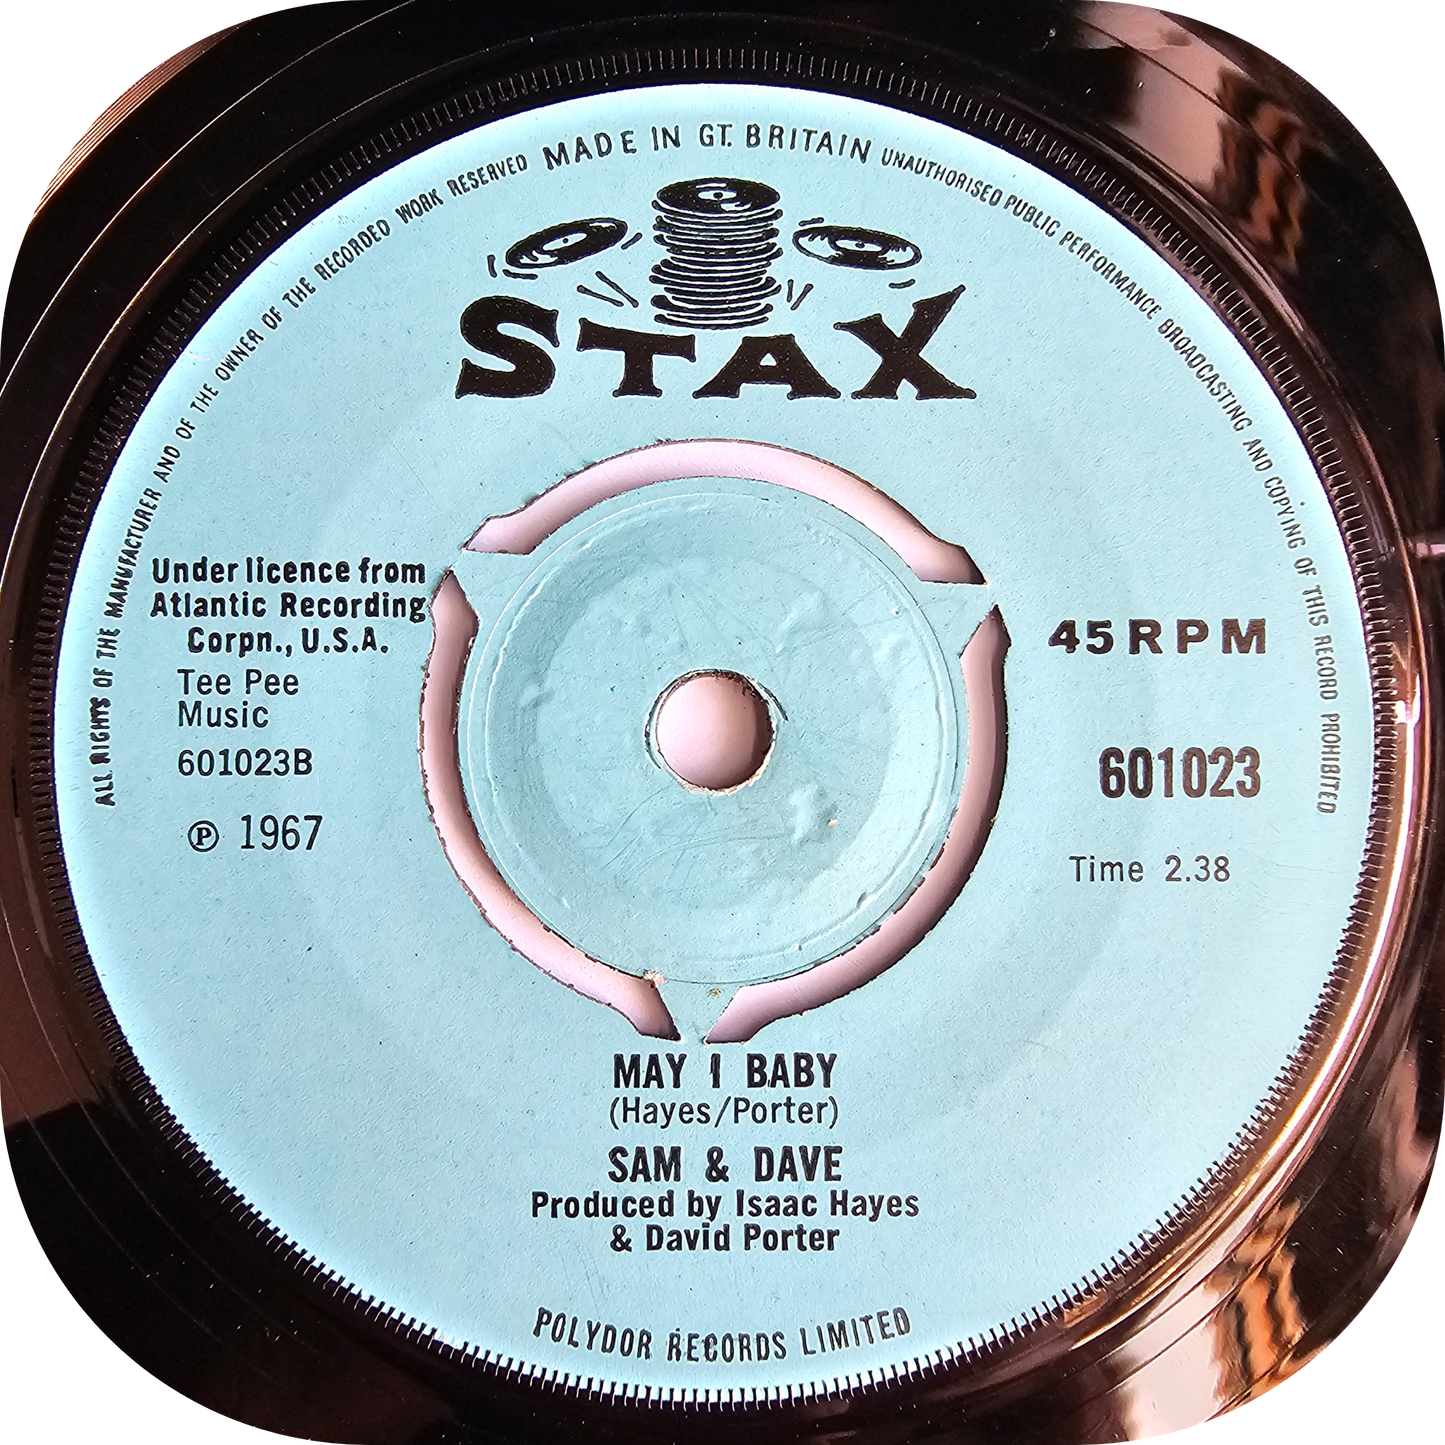 ALL RIGHTS OF THE MANUFACTURER AND OF THE OWNER OF THE RECORDED WORK RESERVED MADE IN GT. BRITAIN UNAUTHORISED PUBLIC PERFORMANCE BROADCASTING AND COPYING OF THIS RECORD PROHIBITED
STAX
Under licence from
Atlantic Recording
Corpn., U.S.A.
Tee Pee
Music
601023B
℗ 1967
45 RPM
601023
Time 2.38
MAY I BABY
(Hayes/Porter)
SAM & DAVE
Produced by Isaac Hayes
& David Porter
POLYDOR RECORDS LIMITED